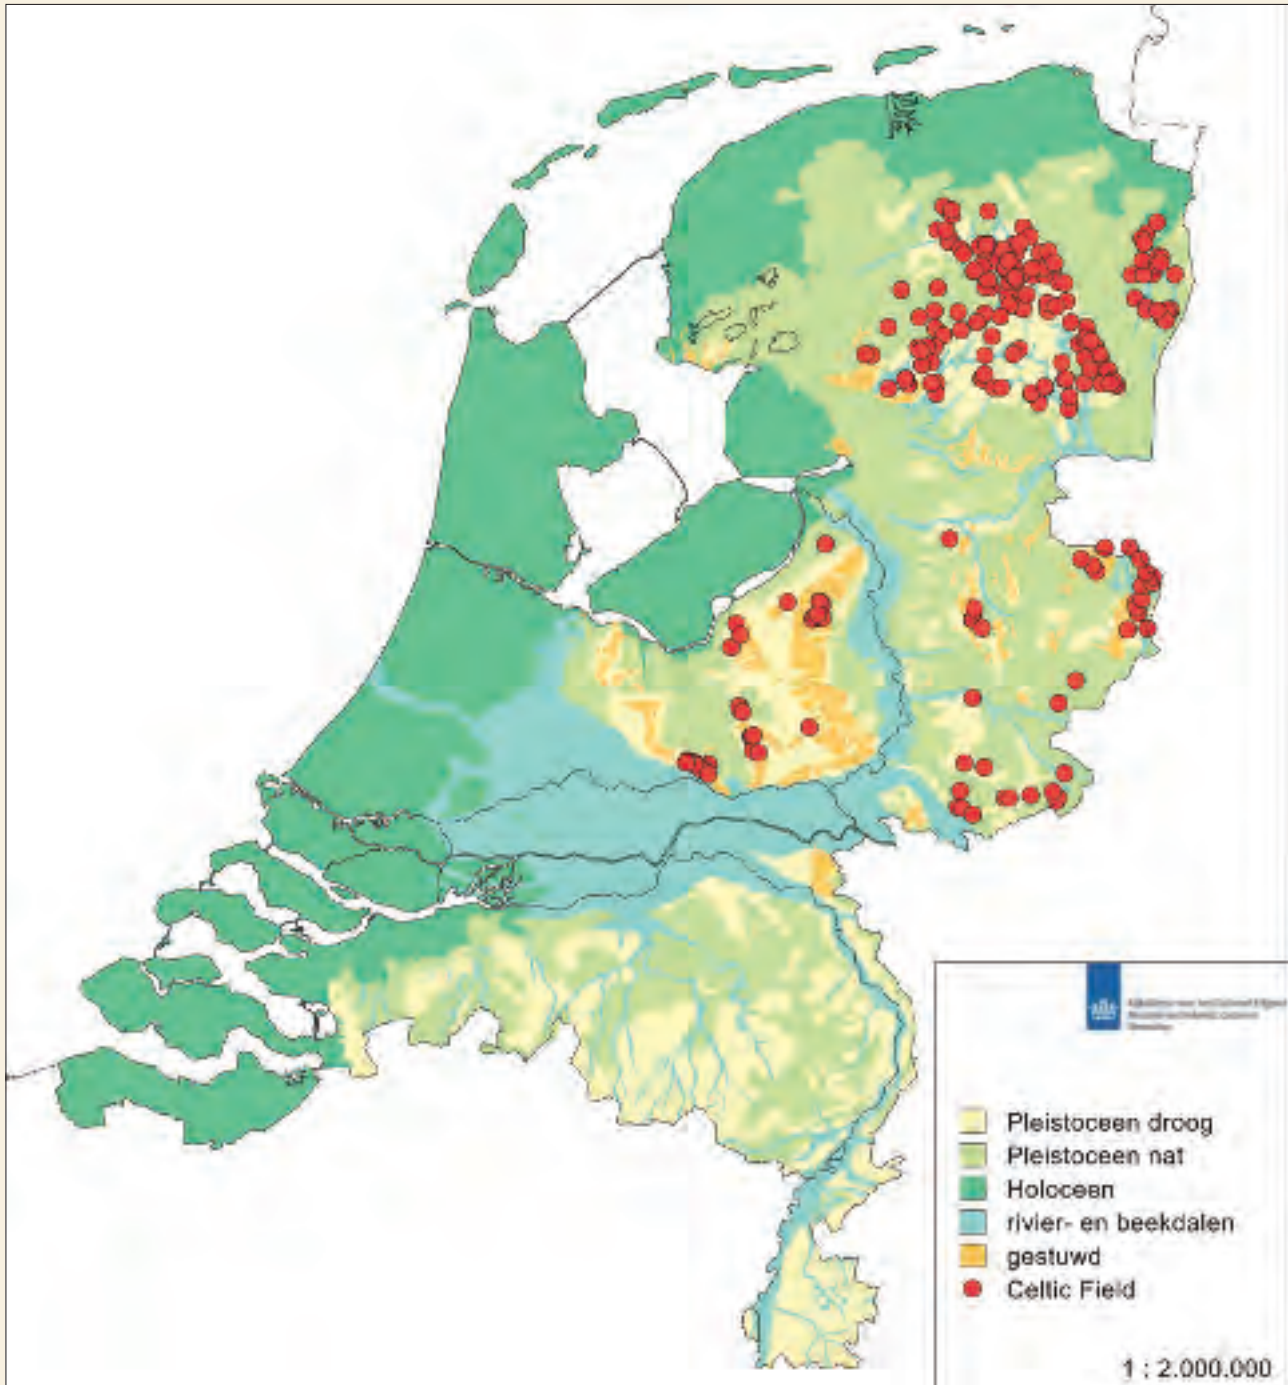 Pleistoceen droog
Pleistoceen nat
Holoceen
rivier- en beekdalen
gestuwd
Celtic Field
1 : 2.000.000